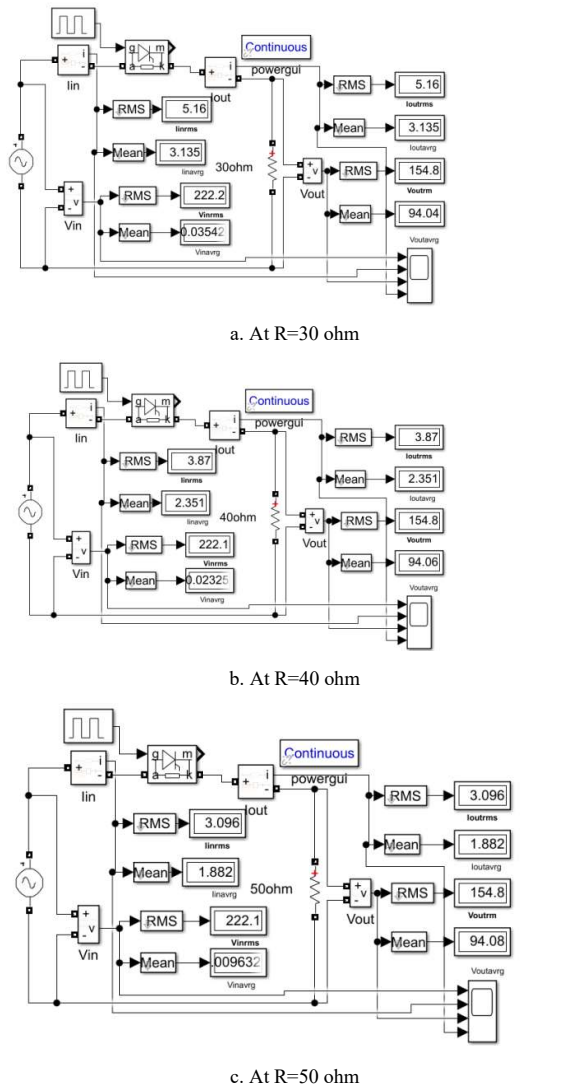 Continuous
powergui
g m
a k
i
+ -
Iin
i
+ -
Iout
RMS 5.16
Ioutrms
RMS 5.16
Iinrms
Mean 3.135
Ioutavrg
Mean 3.135
Iinavrg
30ohm
+ v
-
Vout
RMS 154.8
Voutrm
+ v
-
Vin
RMS 222.2
Vinrms
Mean 94.04
Voutavrg
Mean 0.03542
Vinavrg
a. At R=30 ohm
g m
a k
Continuous
powergui
i
+ -
Iin
i
+ -
Iout
RMS 3.87
Ioutrms
RMS 3.87
Iinrms
Mean 2.351
Ioutavrg
Mean 2.351
Iinavrg
40ohm
+ v
-
Vout
RMS 154.8
Voutrm
+ v
-
Vin
RMS 222.1
Vinrms
Mean 94.06
Voutavrg
Mean 0.02325
Vinavrg
b. At R=40 ohm
g m
a k
Continuous
powergui
i
+ -
Iin
i
+ -
Iout
RMS 3.096
Ioutrms
RMS 3.096
Iinrms
Mean 1.882
Ioutavrg
Mean 1.882
Iinavrg
50ohm
+ v
-
Vout
RMS 154.8
Voutrm
+ v
-
Vin
RMS 222.1
Vinrms
Mean 94.08
Voutavrg
Mean .009632
Vinavrg
c. At R=50 ohm